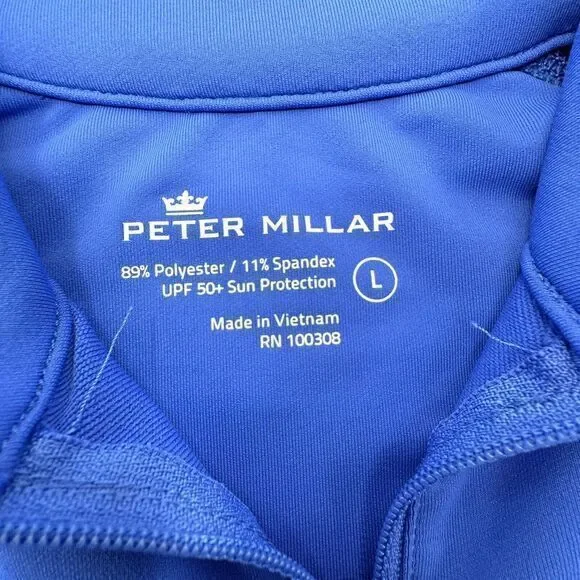 PETER MILLAR
89% Polyester / 11% Spandex
UPF 50+ Sun Protection
L
Made in Vietnam
RN 100308